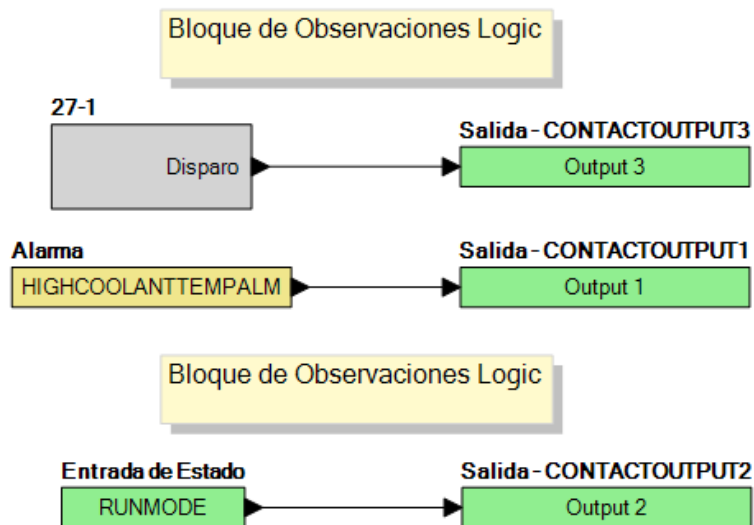 Bloque de Observaciones Logic
27-1
Disparo
Salida - CONTACTOUTPUT3
Output 3
Alarma
HIGHCOOLANTTEMPALM
Salida - CONTACTOUTPUT1
Output 1
Bloque de Observaciones Logic
Entrada de Estado
RUNMODE
Salida - CONTACTOUTPUT2
Output 2